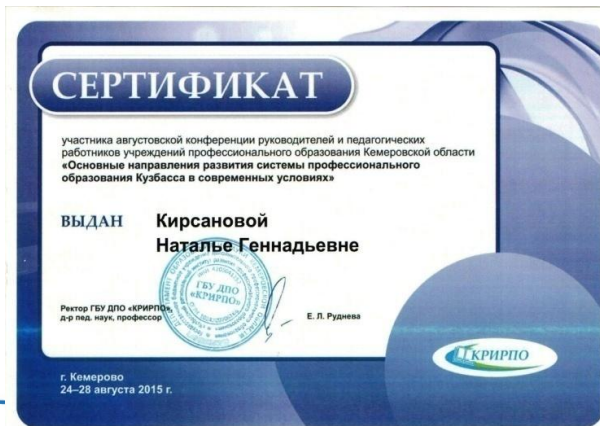 СЕРТИФИКАТ
участника августовской конференции руководителей и педагогических
работников учреждений профессионального образования Кемеровской области
«Основные направления развития системы профессионального
образования Кузбасса в современных условиях»
ВЫДАН
Кирсановой
Наталье Геннадьевне
ГБУ ДПО
«КРИРПО»
Ректор ГБУ ДПО «КРИРПО»,
д-р пед. наук, профессор
Е. Л. Руднева
КРИРПО
г. Кемерово
24–28 августа 2015 г.